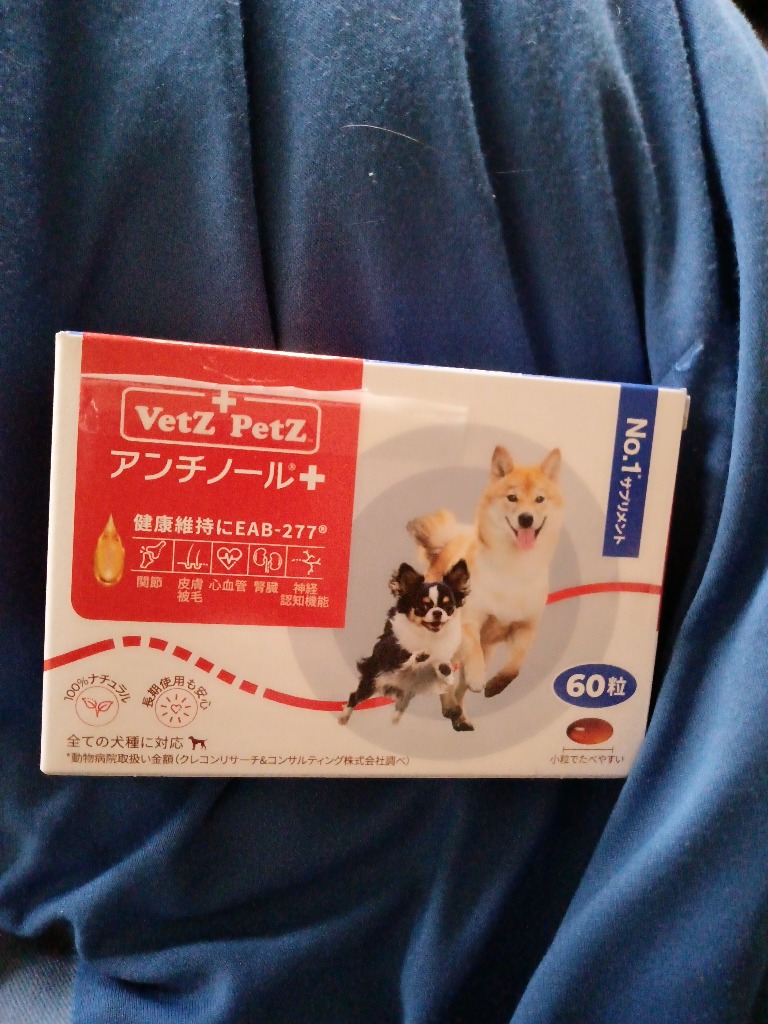 VetZ PetZ™
アンチノール®+
健康維持にEAB-277®
関節
皮膚
被毛
心血管
腎臓
神経
認知機能
No.1*サプリメント
100%ナチュラル
長期使用も安心
60粒
小粒でたべやすい
全ての犬種に対応
*動物病院取扱い金額(クレコンリサーチ&コンサルティング株式会社調べ)